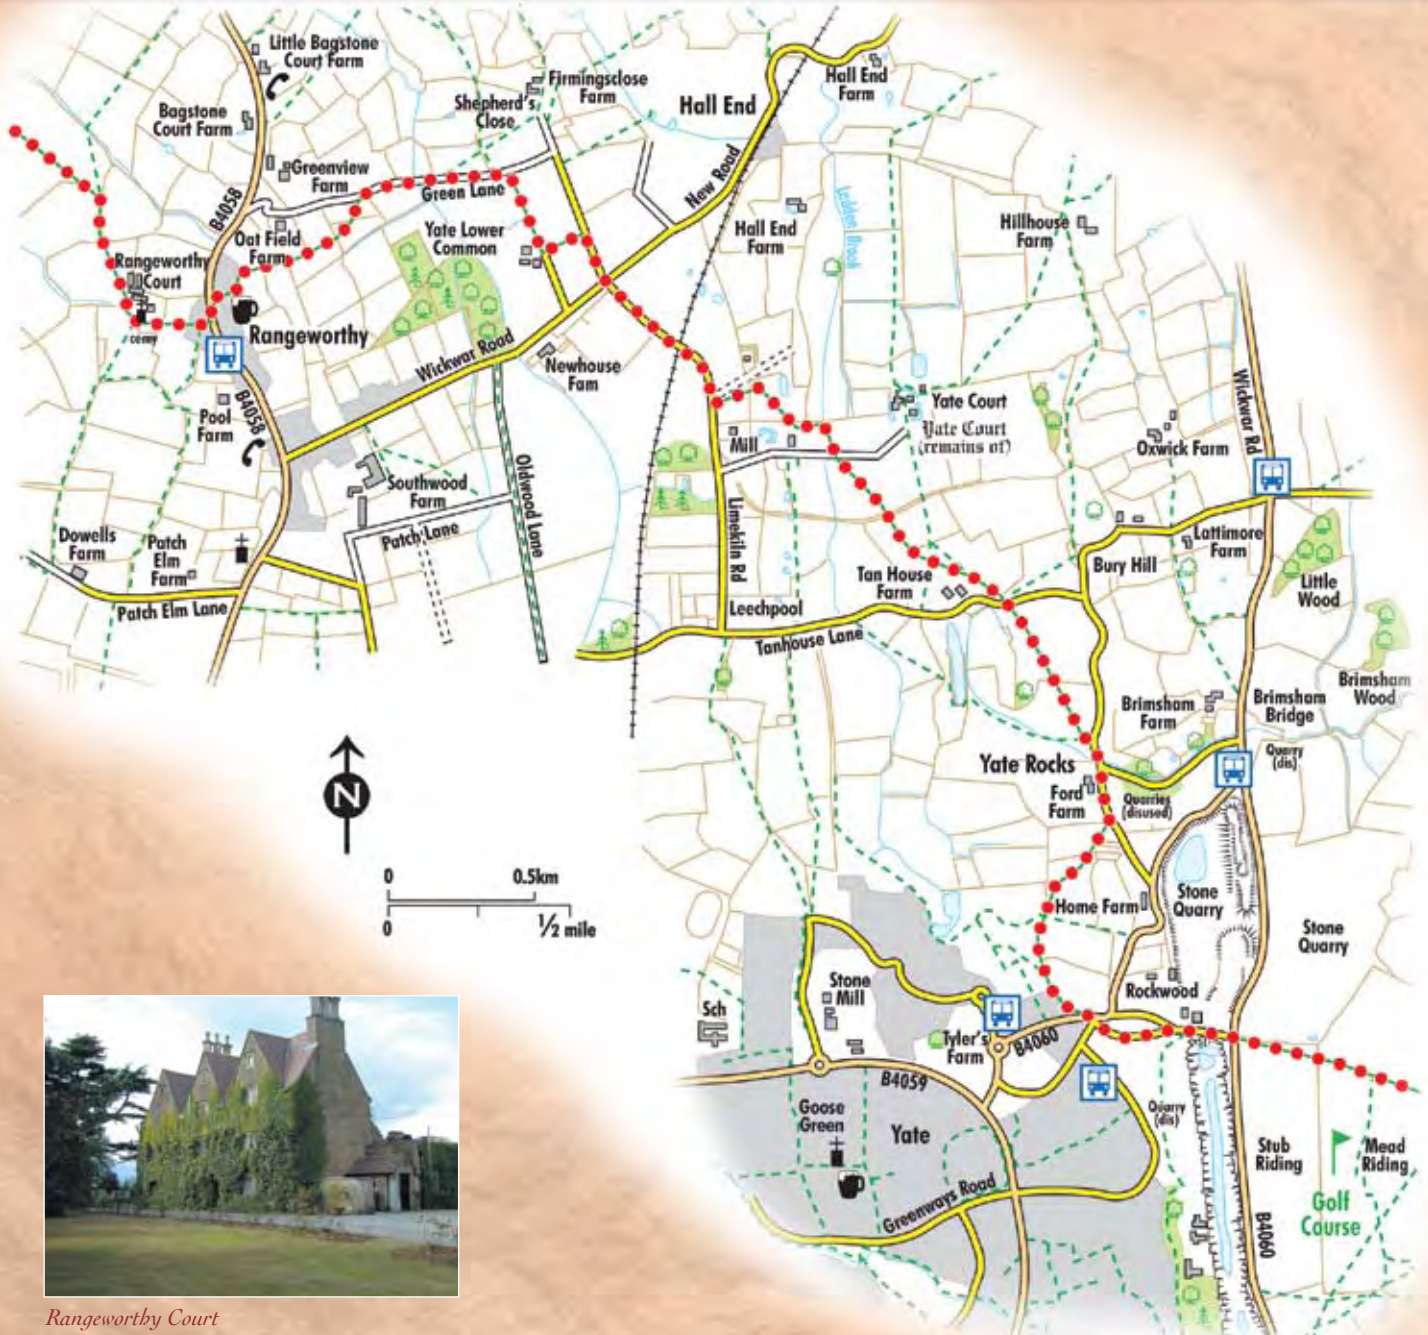 Little Bagstone
Court Farm
Bagstone
Court Farm
Greenview
Farm
B4058
Oat Field
Farm
Rangeworthy
Court
cemy
Rangeworthy
B4058
Pool
Farm
Shepherd's
Close
Firmingsclose
Farm
Green Lane
Yate Lower
Common
Hall End
New Road
Hall End
Farm
Hall End
Farm
Ladden Brook
Hillhouse
Farm
Wickwar Road
Newhouse
Fam
Southwood
Farm
Patch Lane
Oldwood Lane
Dowells
Farm
Patch
Elm
Farm
Patch Elm Lane
Mill
Yate Court
Yate Court
(remains of)
Limekiln Rd
Leechpool
Tanhouse Lane
Tan House
Farm
Oxwick Farm
Wickwar Rd
Lattimore
Farm
Bury Hill
Little
Wood
Brimsham
Wood
Brimsham
Farm
Brimsham
Bridge
Quarry
(dis)
Yate Rocks
Ford
Farm
Quarries
(disused)
Home Farm
Stone
Quarry
Stone
Quarry
Rockwood
N
0
0.5km
0
½ mile
Sch
Stone
Mill
Tyler's
Farm
B4060
B4059
Goose
Green
Yate
Greenways Road
Quarry
(dis)
Stub
Riding
Mead
Riding
Golf
Course
B4060
Rangeworthy Court